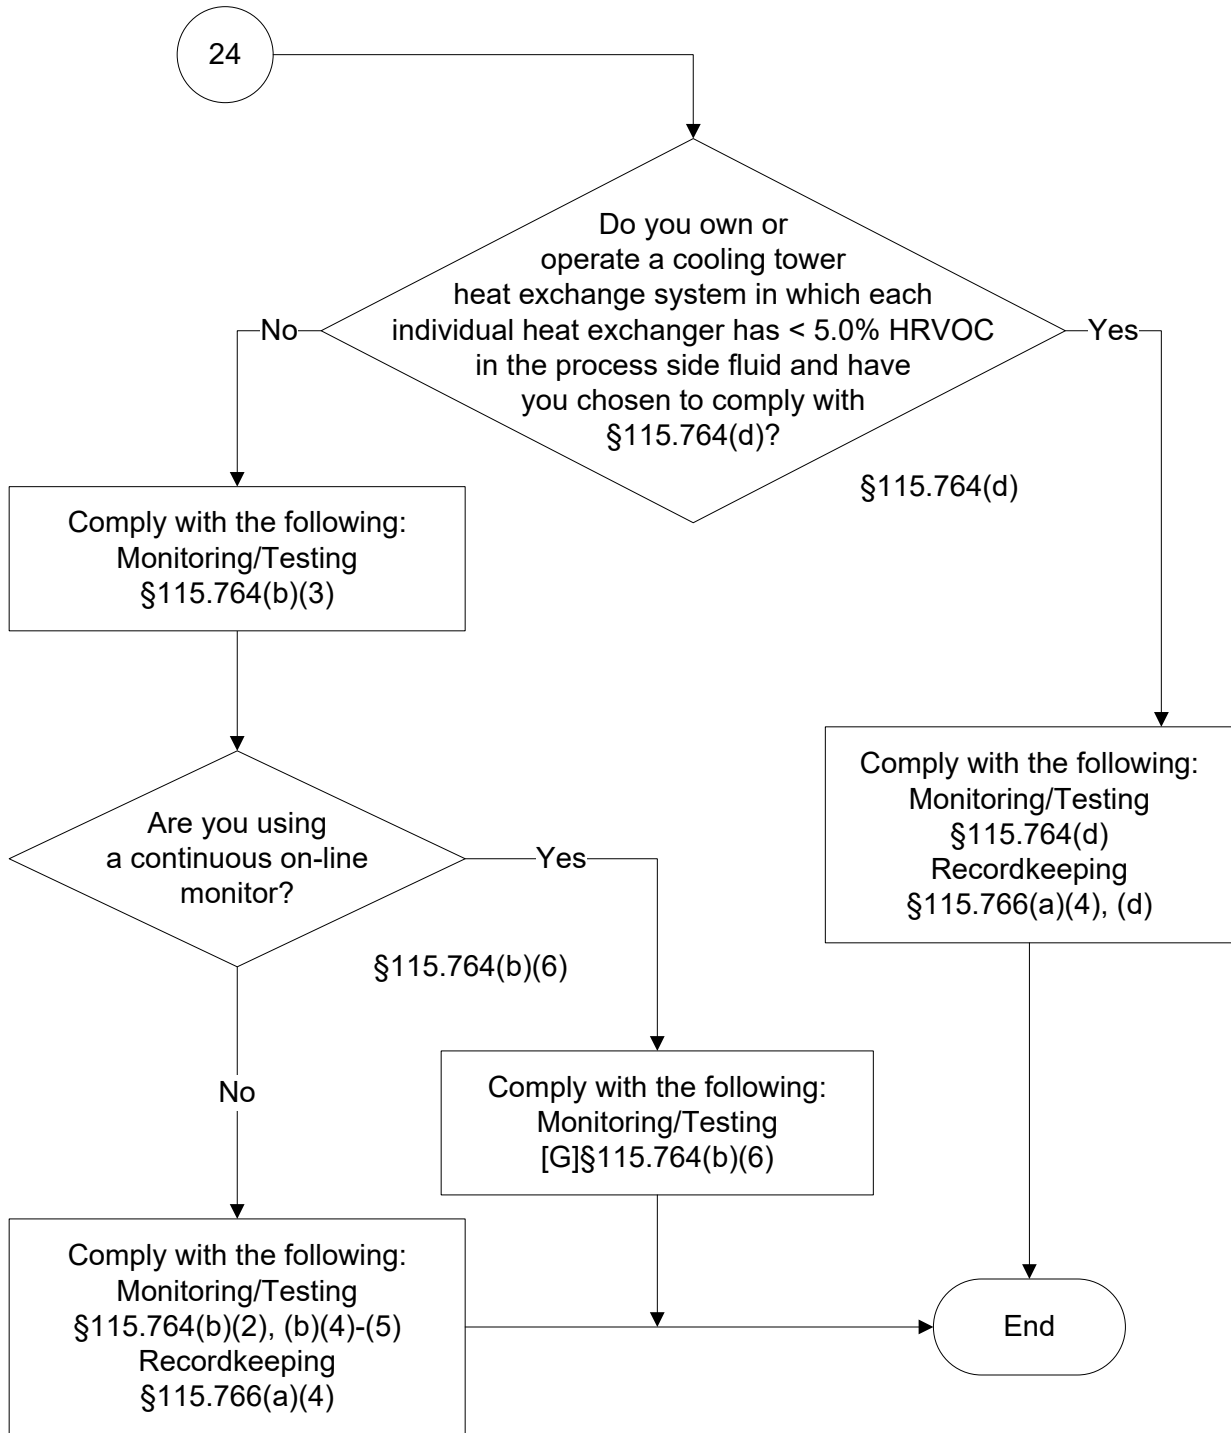 24
Do you own or
operate a cooling tower
heat exchange system in which each
individual heat exchanger has < 5.0% HRVOC
in the process side fluid and have
you chosen to comply with
§115.764(d)?
No
Yes
§115.764(d)
Comply with the following:
Monitoring/Testing
§115.764(b)(3)
Are you using
a continuous on-line
monitor?
Yes
§115.764(b)(6)
No
Comply with the following:
Monitoring/Testing
§115.764(d)
Recordkeeping
§115.766(a)(4), (d)
Comply with the following:
Monitoring/Testing
[G]§115.764(b)(6)
Comply with the following:
Monitoring/Testing
§115.764(b)(2), (b)(4)-(5)
Recordkeeping
§115.766(a)(4)
End